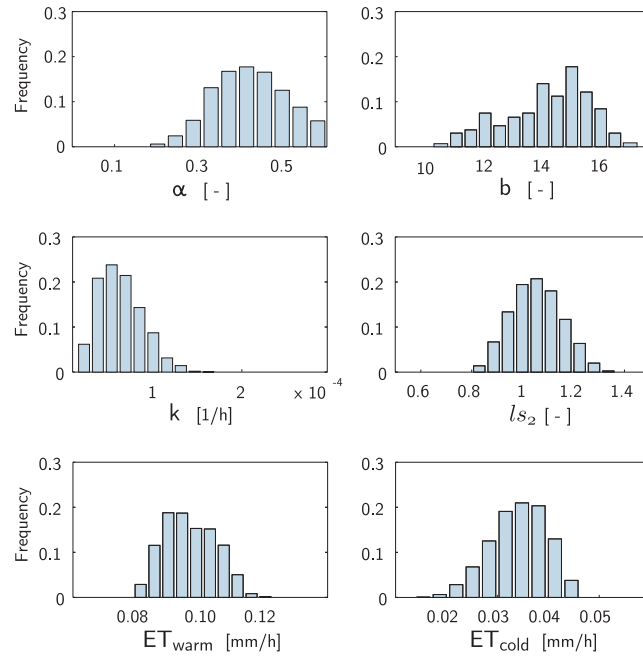 0.3 0.3
Frequency
0.2 0.2
0.1 0.1
0 0
0.1 0.3 0.5 10 12 14 16
α [ - ] b [ - ]
0.3 0.3
Frequency
0.2 0.2
0.1 0.1
0 0
1 2 × 10 -4 0.6 0.8 1 1.2 1.4
k [1/h] ls2 [ - ]
0.3 0.3
Frequency
0.2 0.2
0.1 0.1
0 0
0.08 0.10 0.12 0.02 0.03 0.04 0.05
ETwarm [mm/h] ETcold [mm/h]